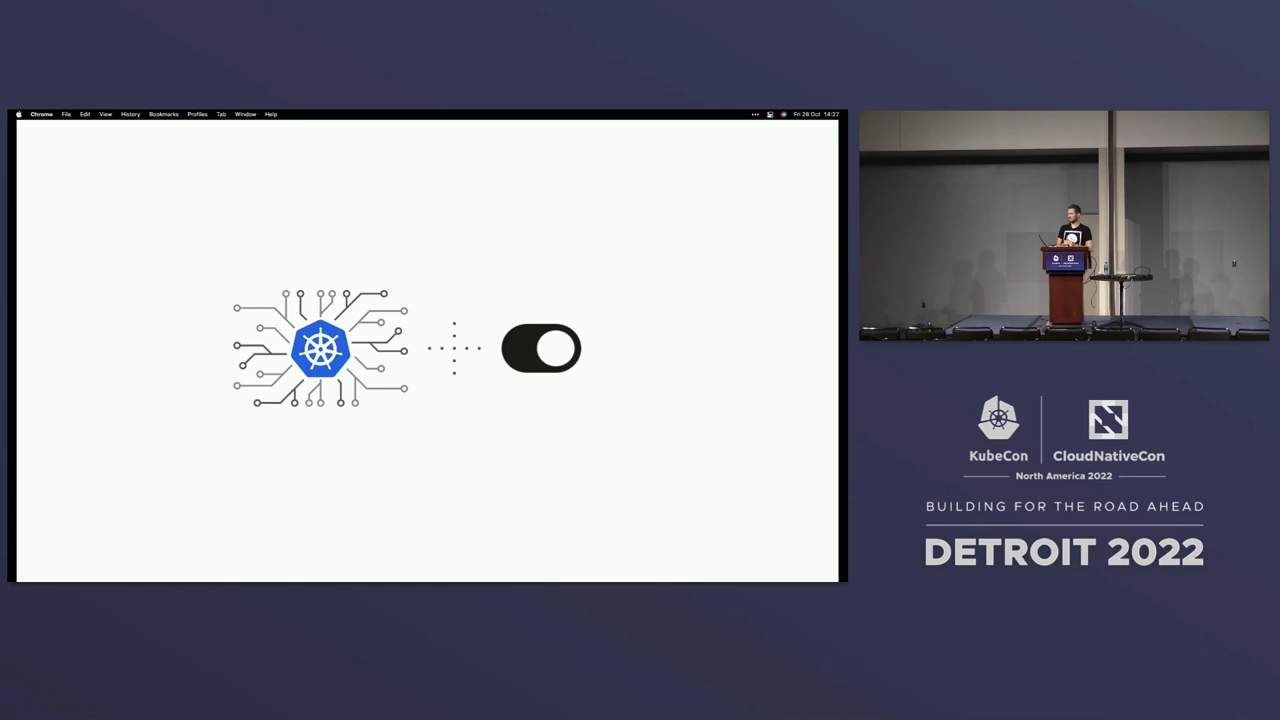 Chrome File Edit View History Bookmarks Profiles Tab Window Help
Fri 28 Oct 14:27
KubeCon
CloudNativeCon
North America 2022
BUILDING FOR THE ROAD AHEAD
DETROIT 2022